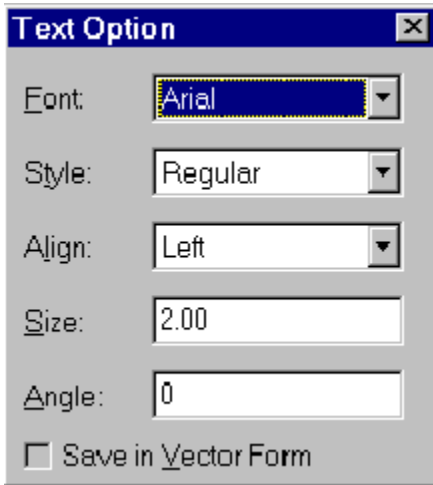 Text Option
Font: Arial
Style: Regular
Align: Left
Size: 2.00
Angle: 0
Save in Vector Form